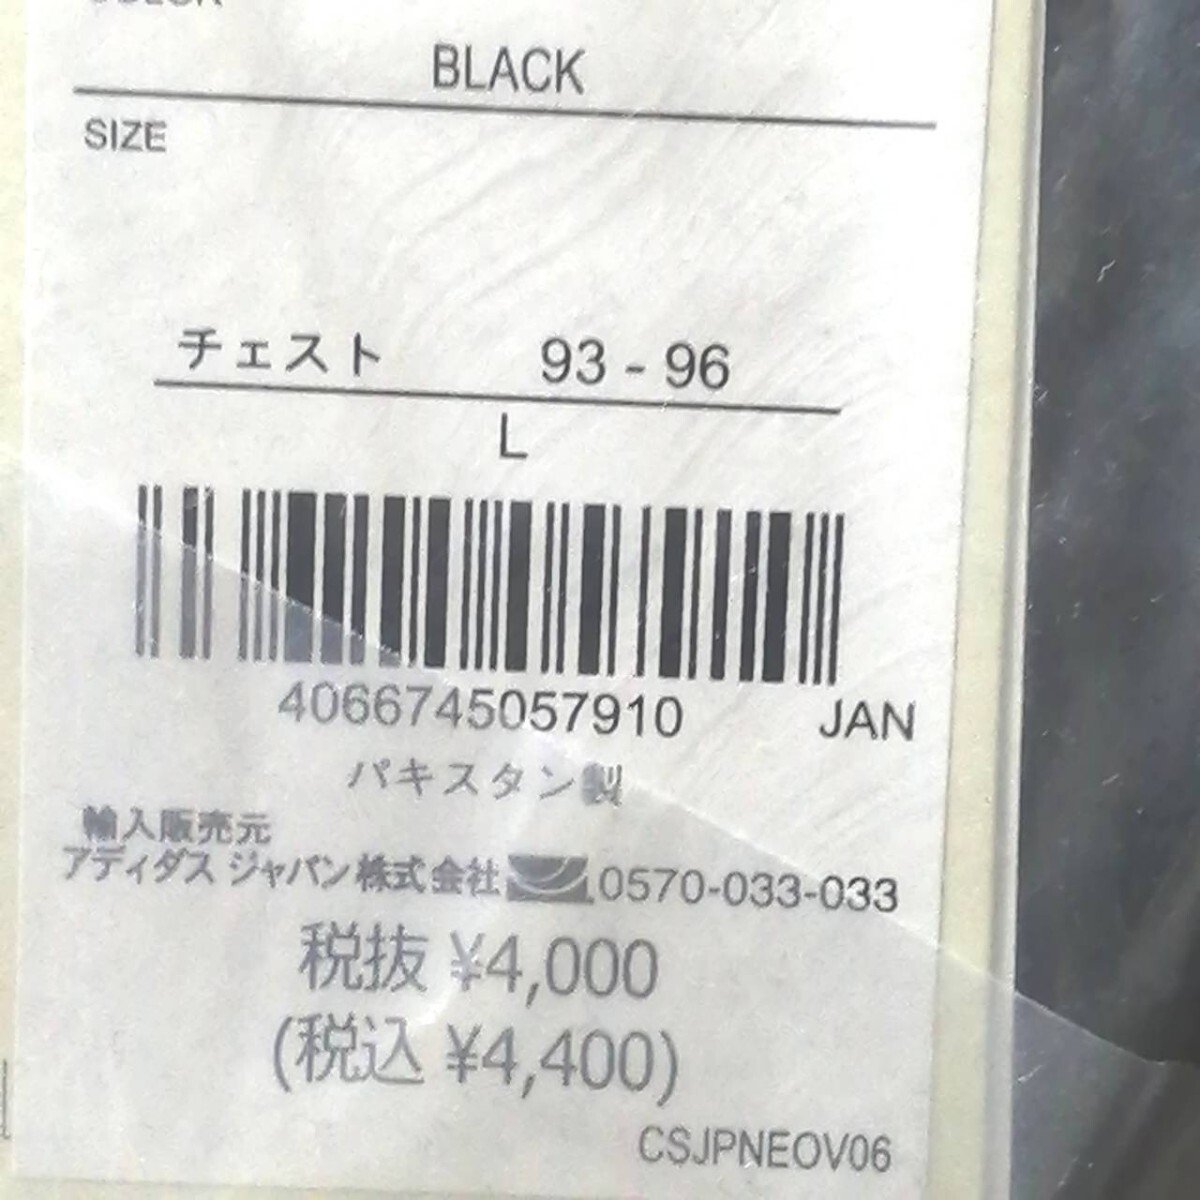 COLOR
BLACK
SIZE
チェスト 93 - 96
L
4066745057910 JAN
パキスタン製
輸入販売元
アディダス ジャパン株式会社 0570-033-033
税抜 ¥4,000
(税込 ¥4,400)
CSJPNEOV06